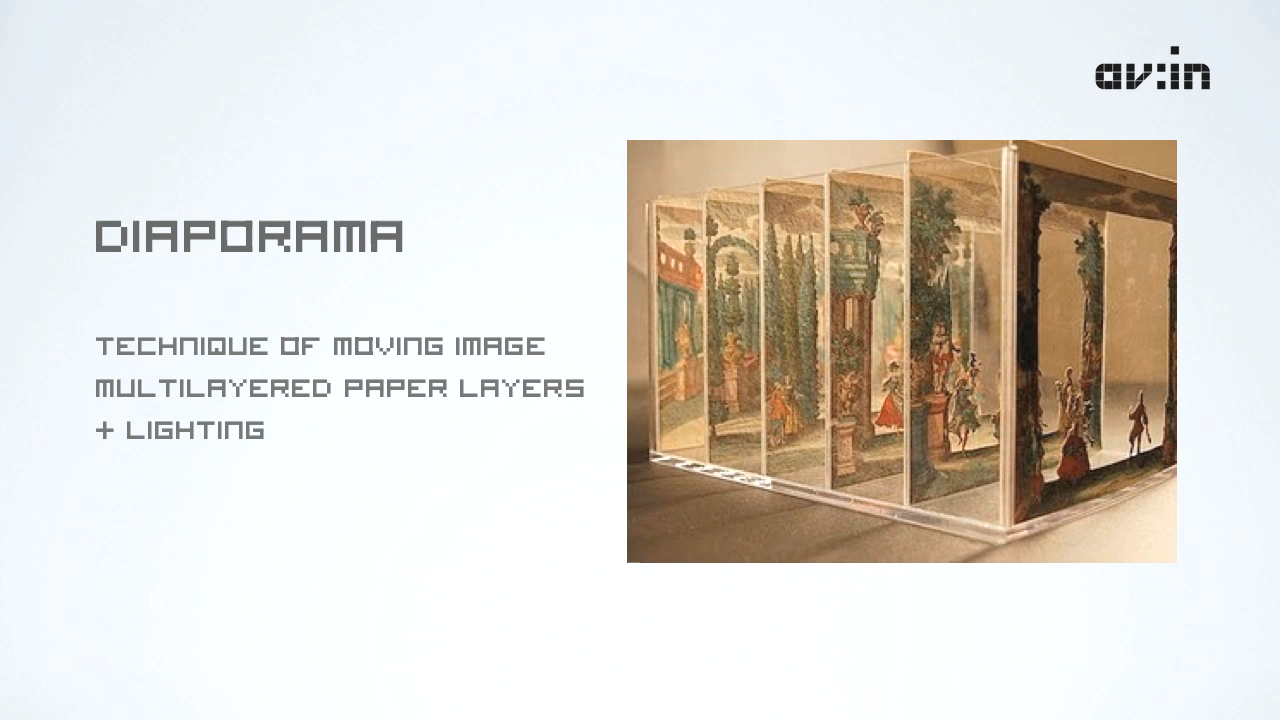 av:in
DIAPORAMA
TECHNIQUE OF MOVING IMAGE
MULTILAYERED PAPER LAYERS
+ LIGHTING